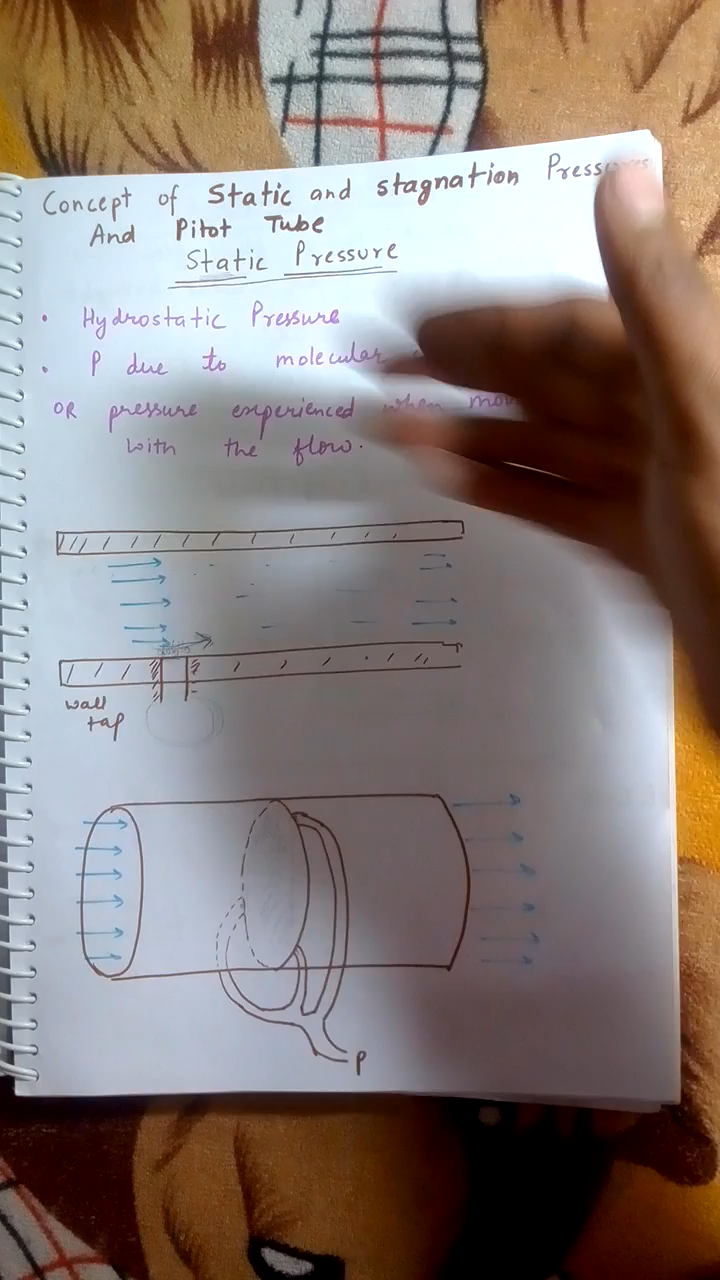 Concept of Static and stagnation
And Pitot Tube
Static Pressure
• Hydrostatic Pressure
• P due to molecular
OR pressure experienced when
with the flow.
wall
tap
P